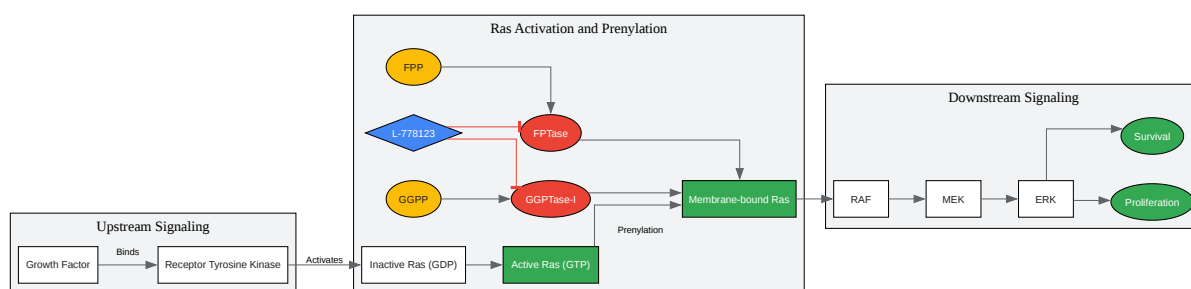 Ras Activation and Prenylation
FPP
L-778123
FPTase
GGPP
GGPTase-I
Membrane-bound Ras
Prenylation
Inactive Ras (GDP)
Active Ras (GTP)
Upstream Signaling
Growth Factor
Binds
Receptor Tyrosine Kinase
Activates
Downstream Signaling
Survival
RAF
MEK
ERK
Proliferation